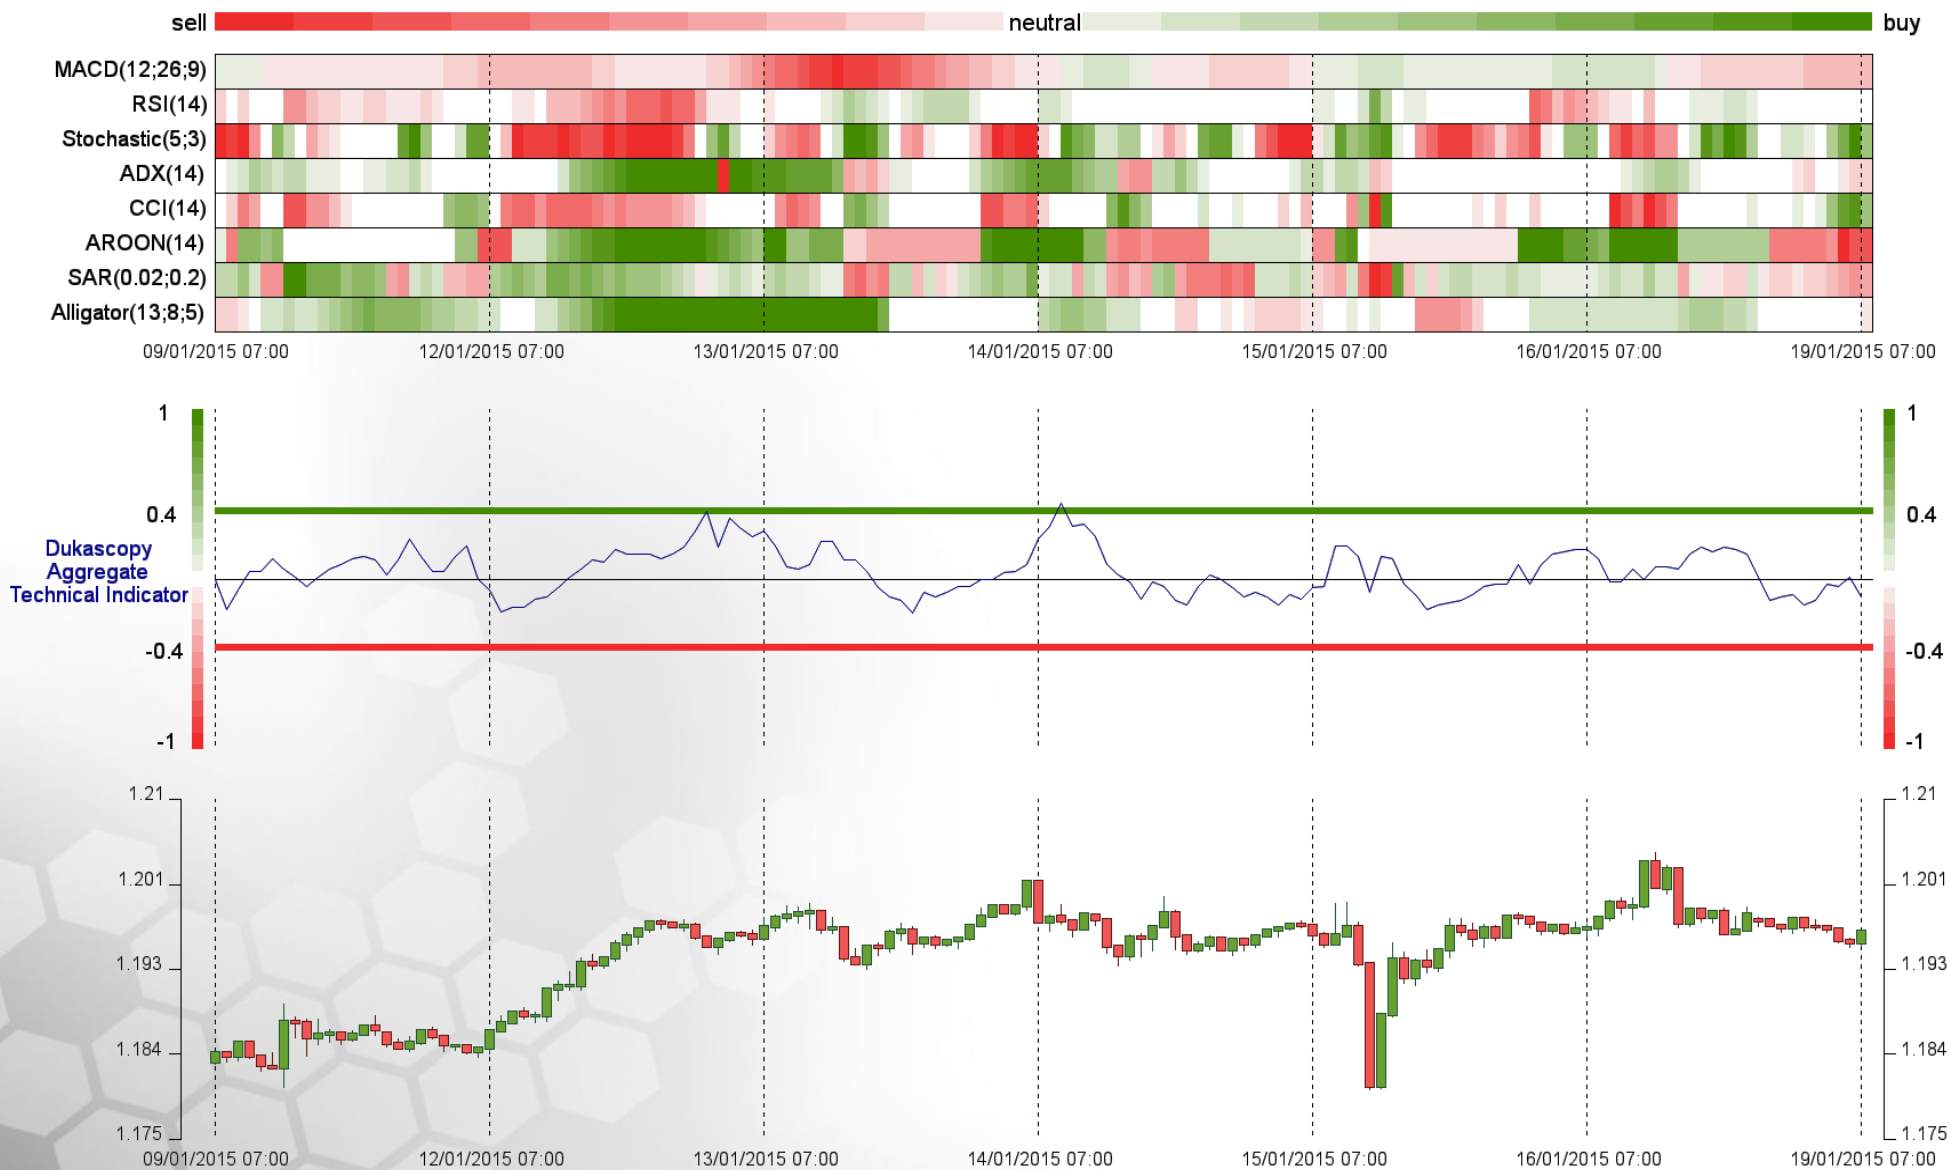 sell neutral buy
MACD(12;26;9)
RSI(14)
Stochastic(5;3)
ADX(14)
CCI(14)
AROON(14)
SAR(0.02;0.2)
Alligator(13;8;5)
09/01/2015 07:00 12/01/2015 07:00 13/01/2015 07:00 14/01/2015 07:00 15/01/2015 07:00 16/01/2015 07:00 19/01/2015 07:00
1 1
0.4 0.4
Dukascopy
Aggregate
Technical Indicator
-0.4 -0.4
-1 -1
1.21 1.21
1.201 1.201
1.193 1.193
1.184 1.184
1.175 1.175
09/01/2015 07:00 12/01/2015 07:00 13/01/2015 07:00 14/01/2015 07:00 15/01/2015 07:00 16/01/2015 07:00 19/01/2015 07:00